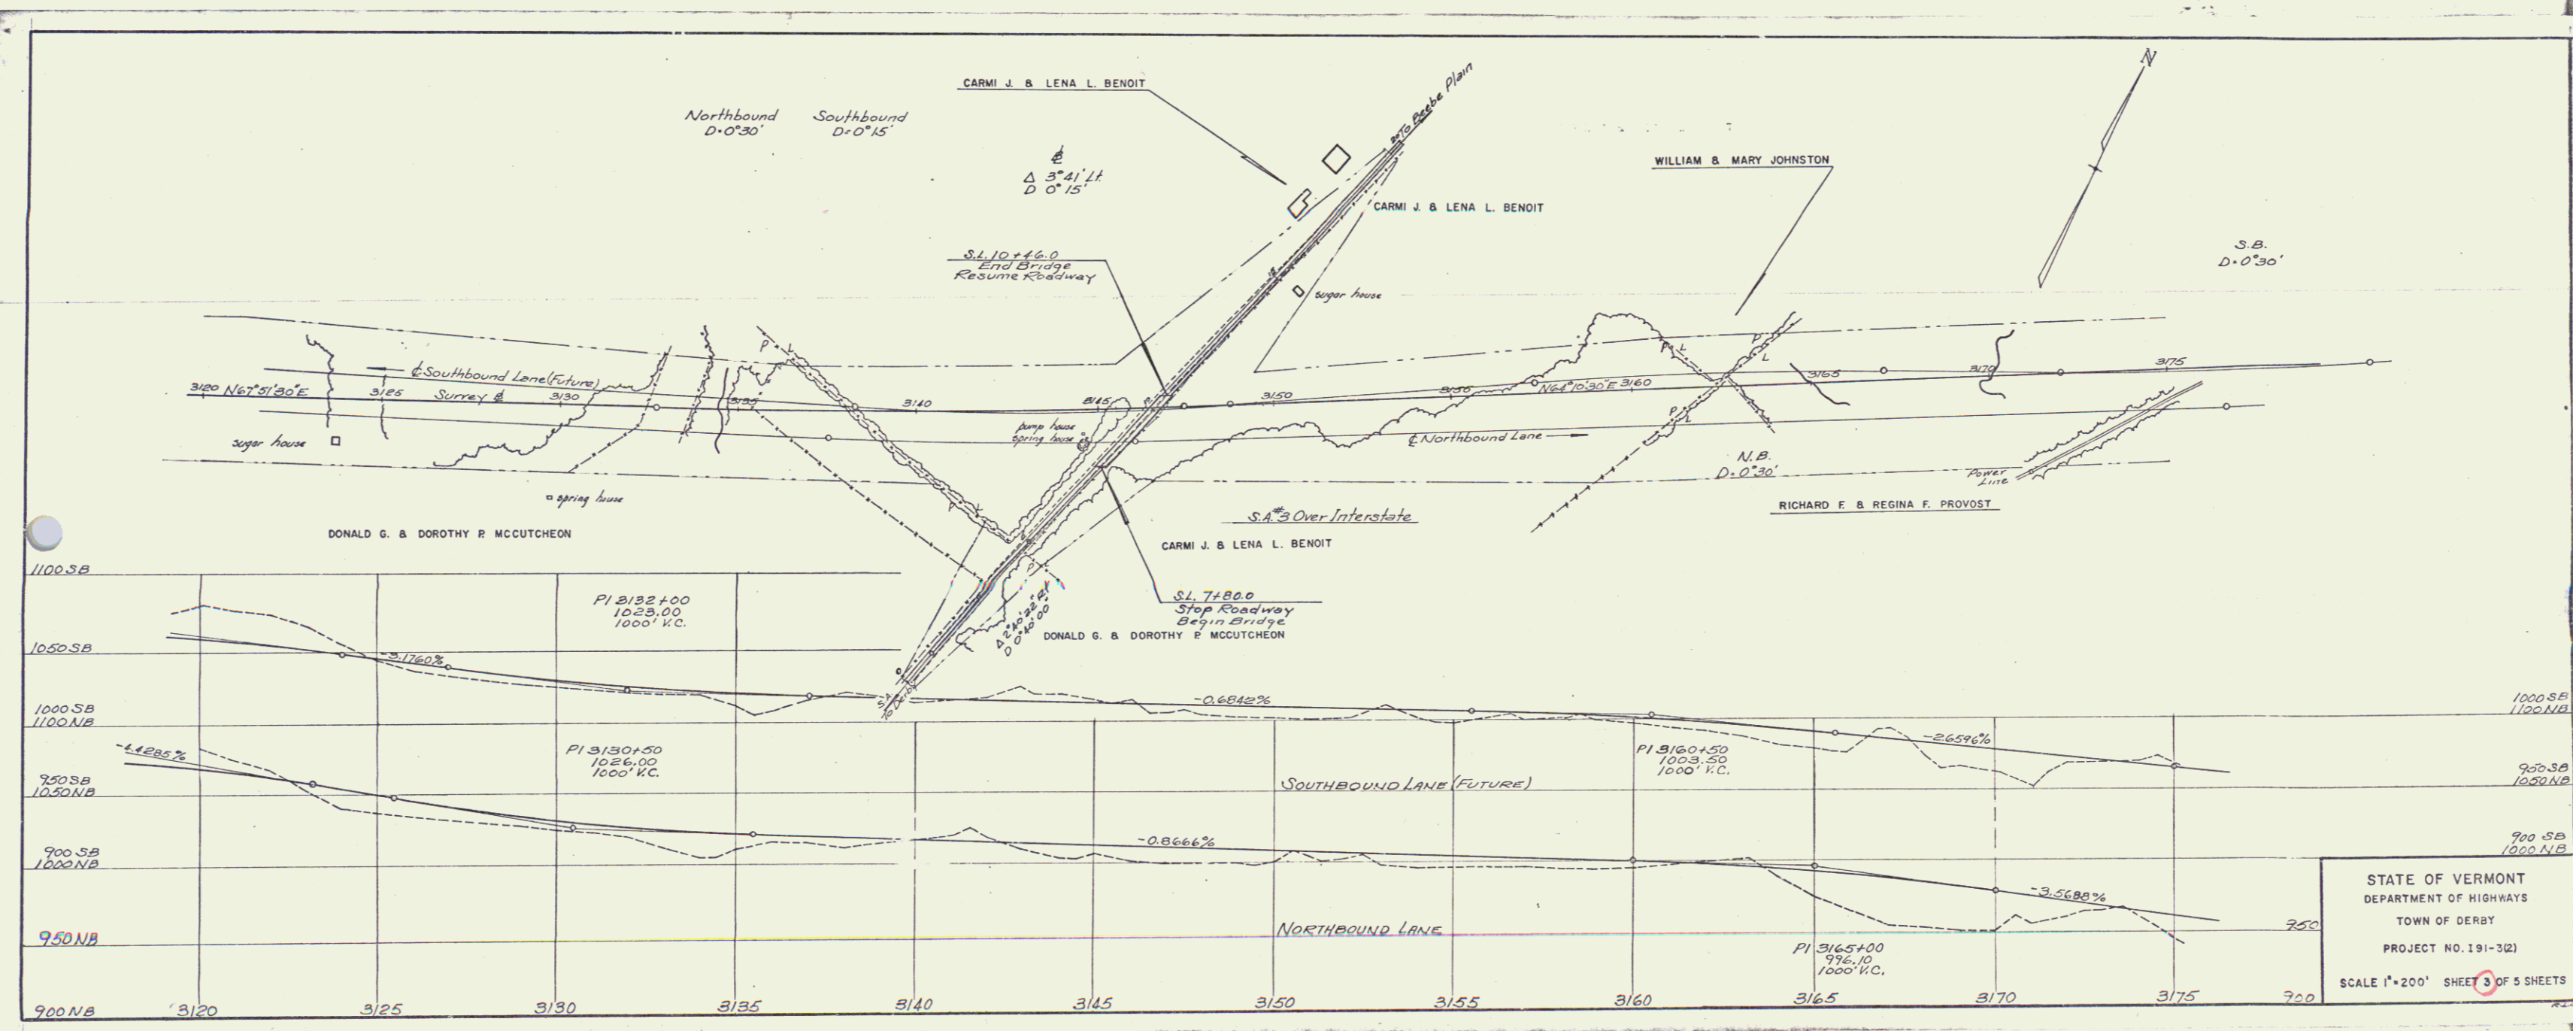 CARMI J. & LENA L. BENOIT
Northbound
D=0°30'
Southbound
D=0°15'
Δ 3°41' Lt.
D 0°15'
To Beebe Plain
WILLIAM & MARY JOHNSTON
N
CARMI J. & LENA L. BENOIT
S.B.
D=0°30'
S.L. 10+46.0
End Bridge
Resume Roadway
sugar house
℄ Southbound Lane (Future)
3120 N67°51'30"E
3125
Surrey ℄
3130
3135
3140
3145
3150
3155
N64°10'30"E 3160
3165
3170
3175
P L
P L
P L
P L
sugar house
pump house
spring house
℄ Northbound Lane
N.B.
D=0°30'
Power
Line
spring house
RICHARD F. & REGINA F. PROVOST
S.A.#3 Over Interstate
DONALD G. & DOROTHY P. MCCUTCHEON
CARMI J. & LENA L. BENOIT
S.L. 7+80.0
Stop Roadway
Begin Bridge
Δ 2°40'22" Rt
D 0°40'00"
DONALD G. & DOROTHY P. MCCUTCHEON
1100 SB
PI 3132+00
1023.00
1000' V.C.
1050 SB
-3.1760%
-0.6842%
1000 SB
1100 NB
1000 SB
1100 NB
-4.4285%
PI 3130+50
1026.00
1000' V.C.
PI 3160+50
1003.50
1000' V.C.
-2.6596%
950 SB
1050 NB
SOUTHBOUND LANE (FUTURE)
950 SB
1050 NB
-0.8666%
900 SB
1000 NB
900 SB
1000 NB
-3.5688%
950 NB
NORTHBOUND LANE
950
PI 3165+00
996.10
1000' V.C.
900 NB
3120
3125
3130
3135
3140
3145
3150
3155
3160
3165
3170
3175
900
STATE OF VERMONT
DEPARTMENT OF HIGHWAYS
TOWN OF DERBY
PROJECT NO. I 91-3(2)
SCALE 1"=200' SHEET 3 OF 5 SHEETS